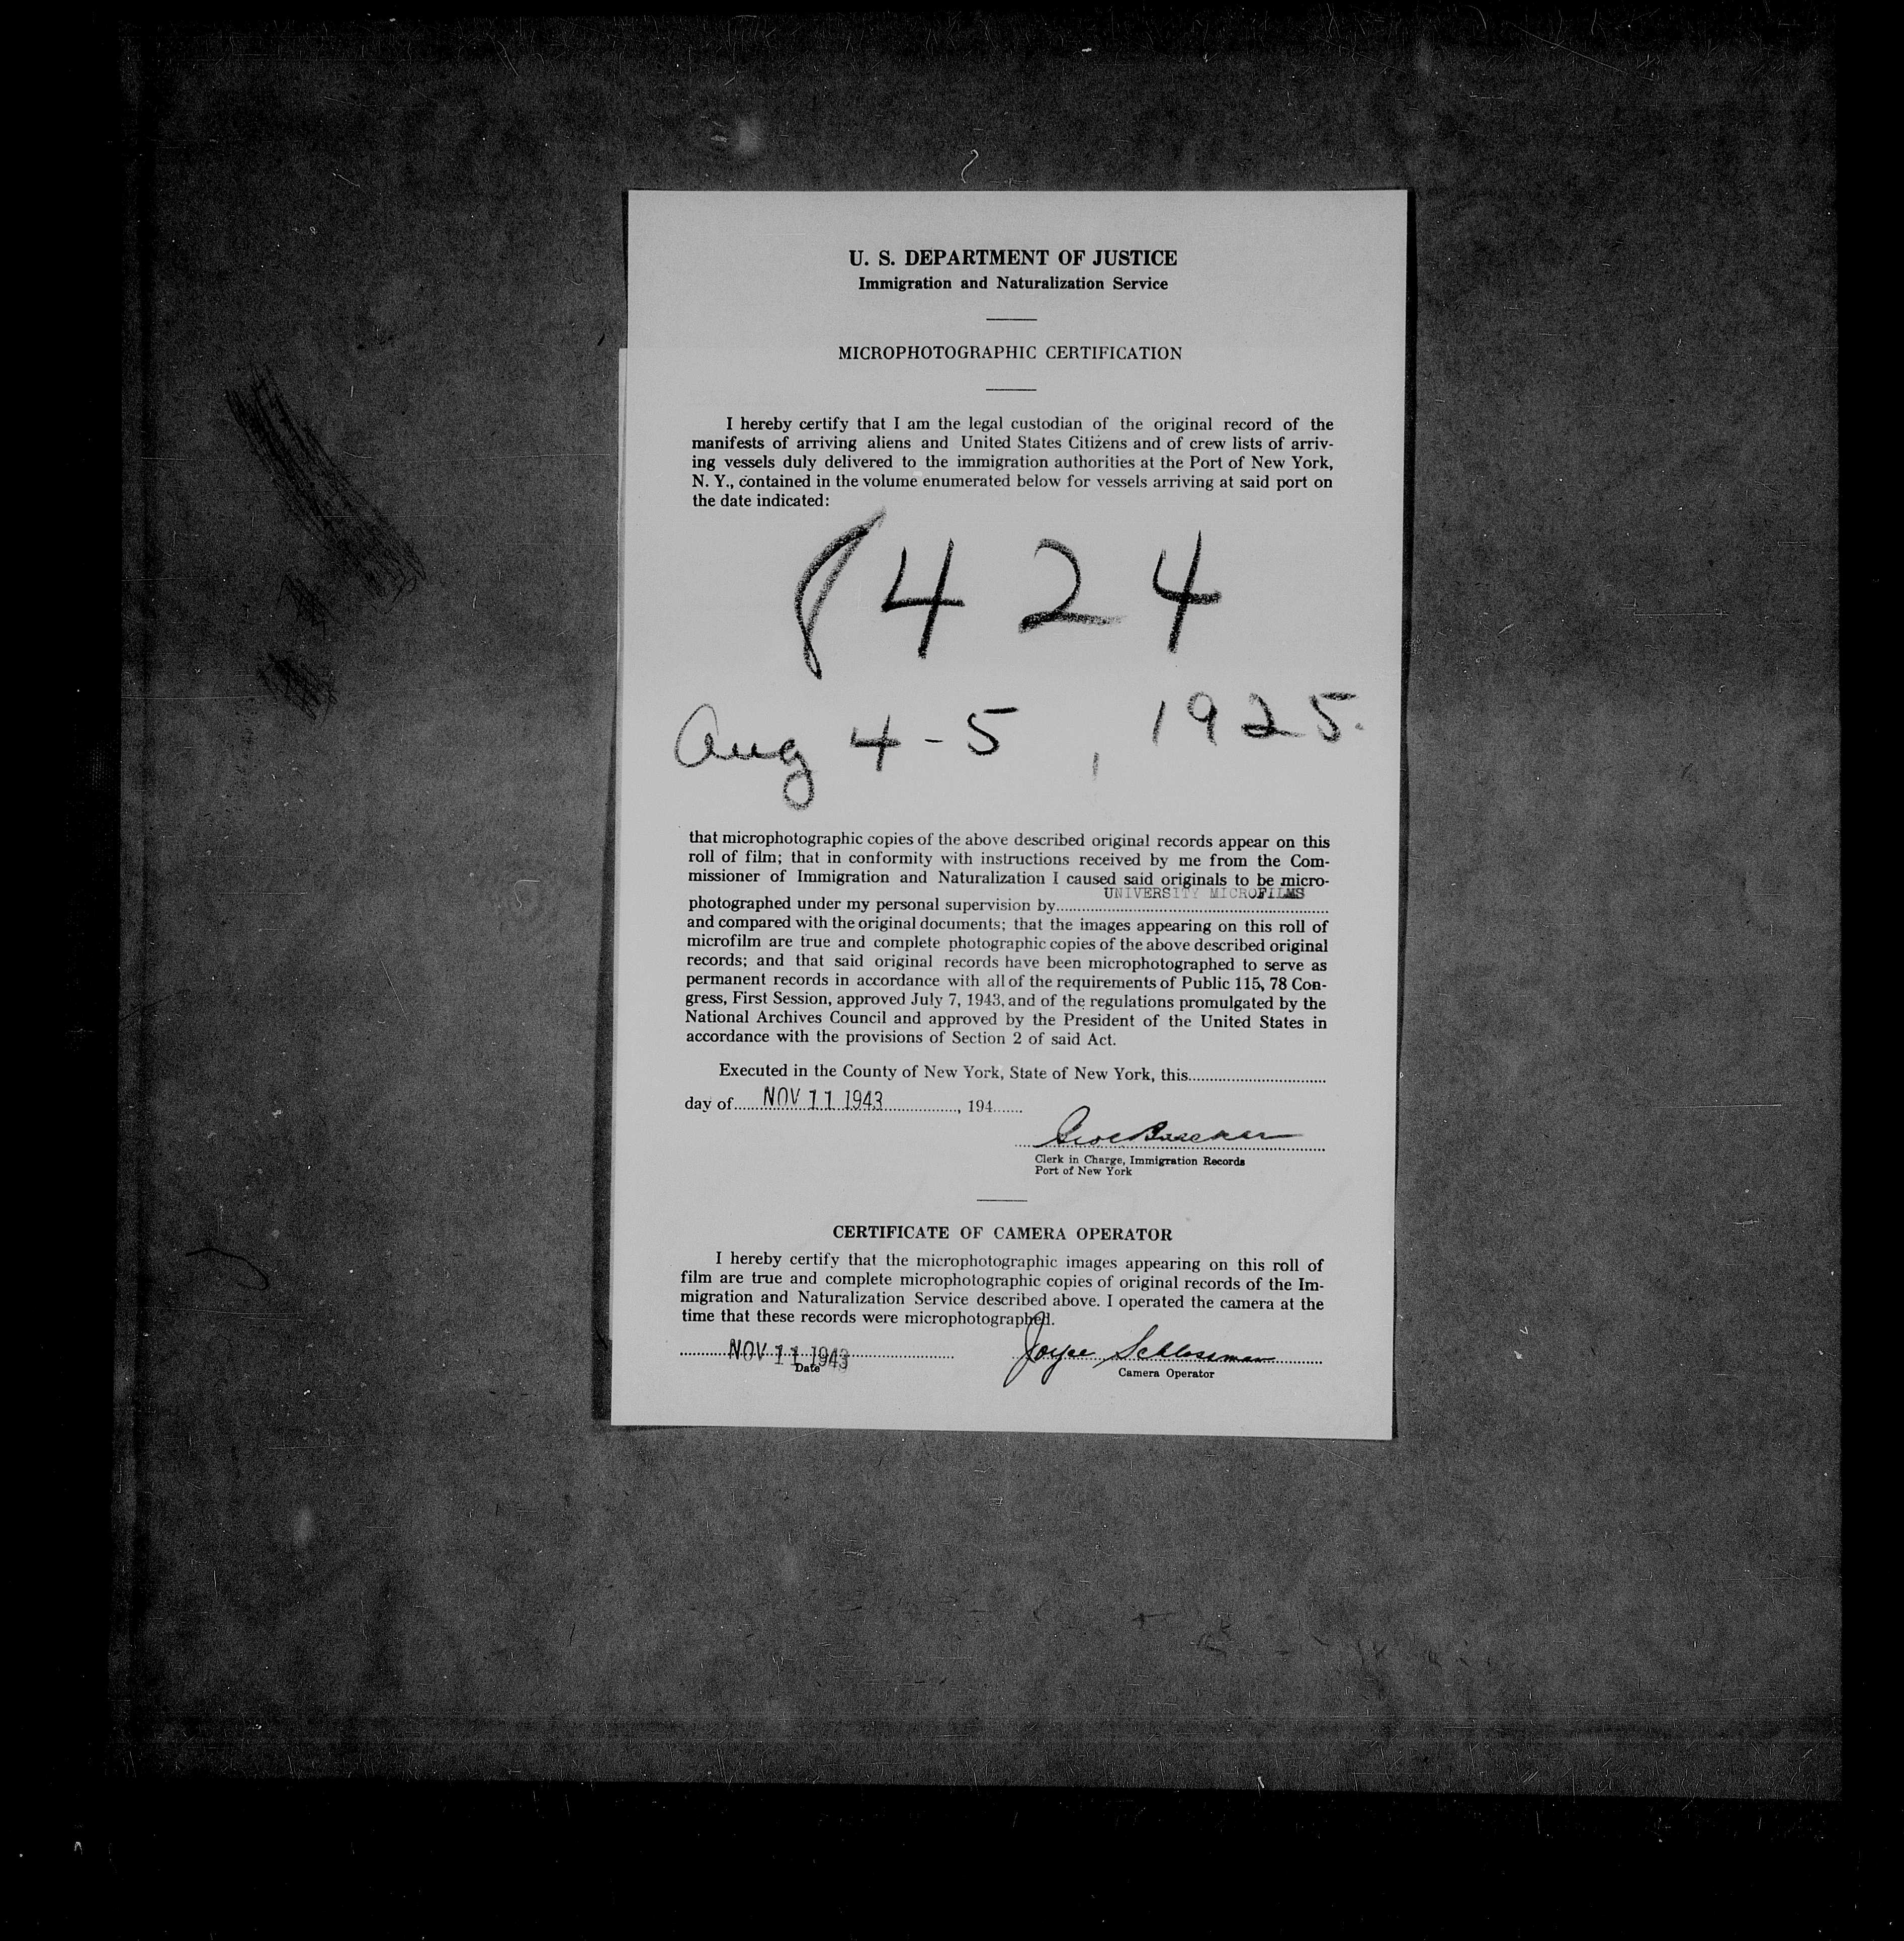 U. S. DEPARTMENT OF JUSTICE
Immigration and Naturalization Service
MICROPHOTOGRAPHIC CERTIFICATION
I hereby certify that I am the legal custodian of the original record of the
manifests of arriving aliens and United States Citizens and of crew lists of arriv-
ing vessels duly delivered to the immigration authorities at the Port of New York,
N. Y., contained in the volume enumerated below for vessels arriving at said port on
the date indicated:
8424
Aug 4-5, 1925.
that microphotographic copies of the above described original records appear on this
roll of film; that in conformity with instructions received by me from the Com-
missioner of Immigration and Naturalization I caused said originals to be micro-
UNIVERSITY MICROFILMS
photographed under my personal supervision by
and compared with the original documents; that the images appearing on this roll of
microfilm are true and complete photographic copies of the above described original
records; and that said original records have been microphotographed to serve as
permanent records in accordance with all of the requirements of Public 115, 78 Con-
gress, First Session, approved July 7, 1943, and of the regulations promulgated by the
National Archives Council and approved by the President of the United States in
accordance with the provisions of Section 2 of said Act.
Executed in the County of New York, State of New York, this
day of NOV 11 1943, 194
Clerk in Charge, Immigration Records
Port of New York
CERTIFICATE OF CAMERA OPERATOR
I hereby certify that the microphotographic images appearing on this roll of
film are true and complete microphotographic copies of original records of the Im-
migration and Naturalization Service described above. I operated the camera at the
time that these records were microphotographed.
NOV 11 1943 Joyce Schlossman
Date Camera Operator